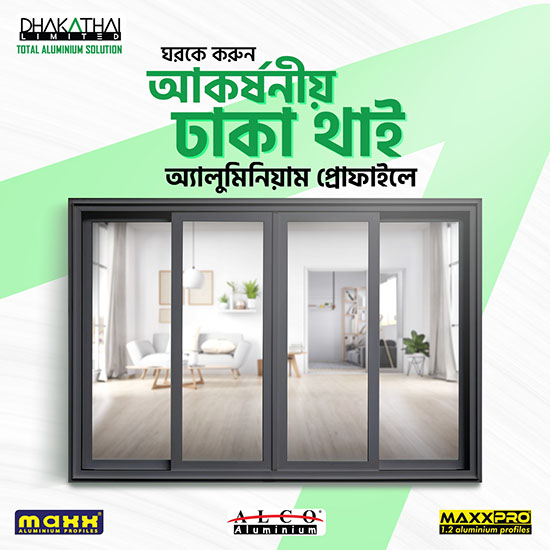 DHAKATHAI
LIMITED
TOTAL ALUMINIUM SOLUTION
ঘরকে করুন
আকর্ষনীয়
ঢাকা থাই
অ্যালুমিনিয়াম প্রোফাইলে
maxx
ALUMINIUM PROFILES
ALCO
Aluminium
MAXXPRO
1.2 aluminium profiles